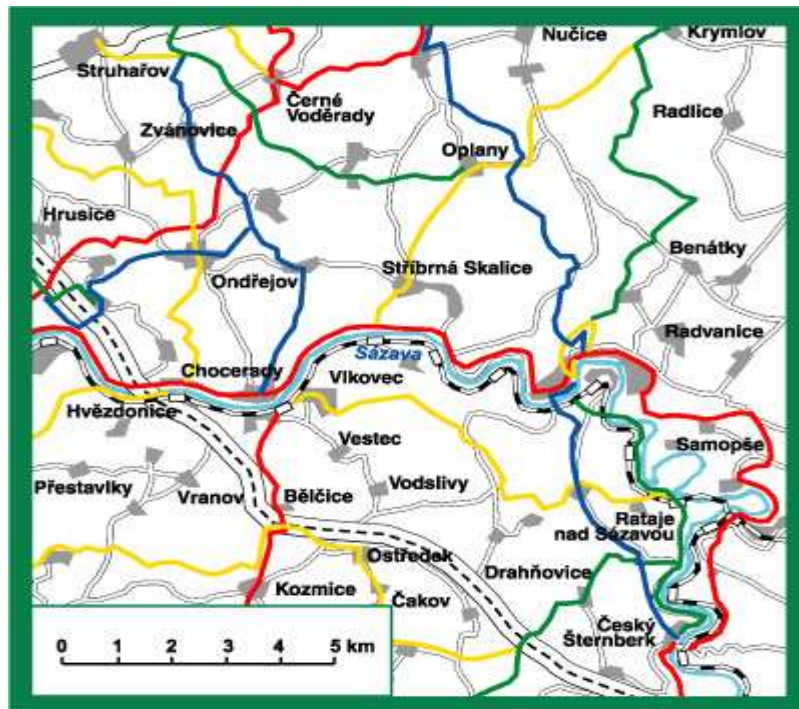 Nučice
Krymlov
Struhařov
Černé
Voděrady
Radlice
Zvánovice
Oplany
Hrusice
Benátky
Ondřejov
Stříbrná Skalice
Radvanice
Sázava
Chocerady
Vlkovec
Hvězdonice
Vestec
Samopše
Přestavlky
Vranov
Bělčice
Vodslivy
Rataje
nad Sázavou
Ostředek
Drahňovice
Kozmice
Čakov
Český
Šternberk
0 1 2 3 4 5 km